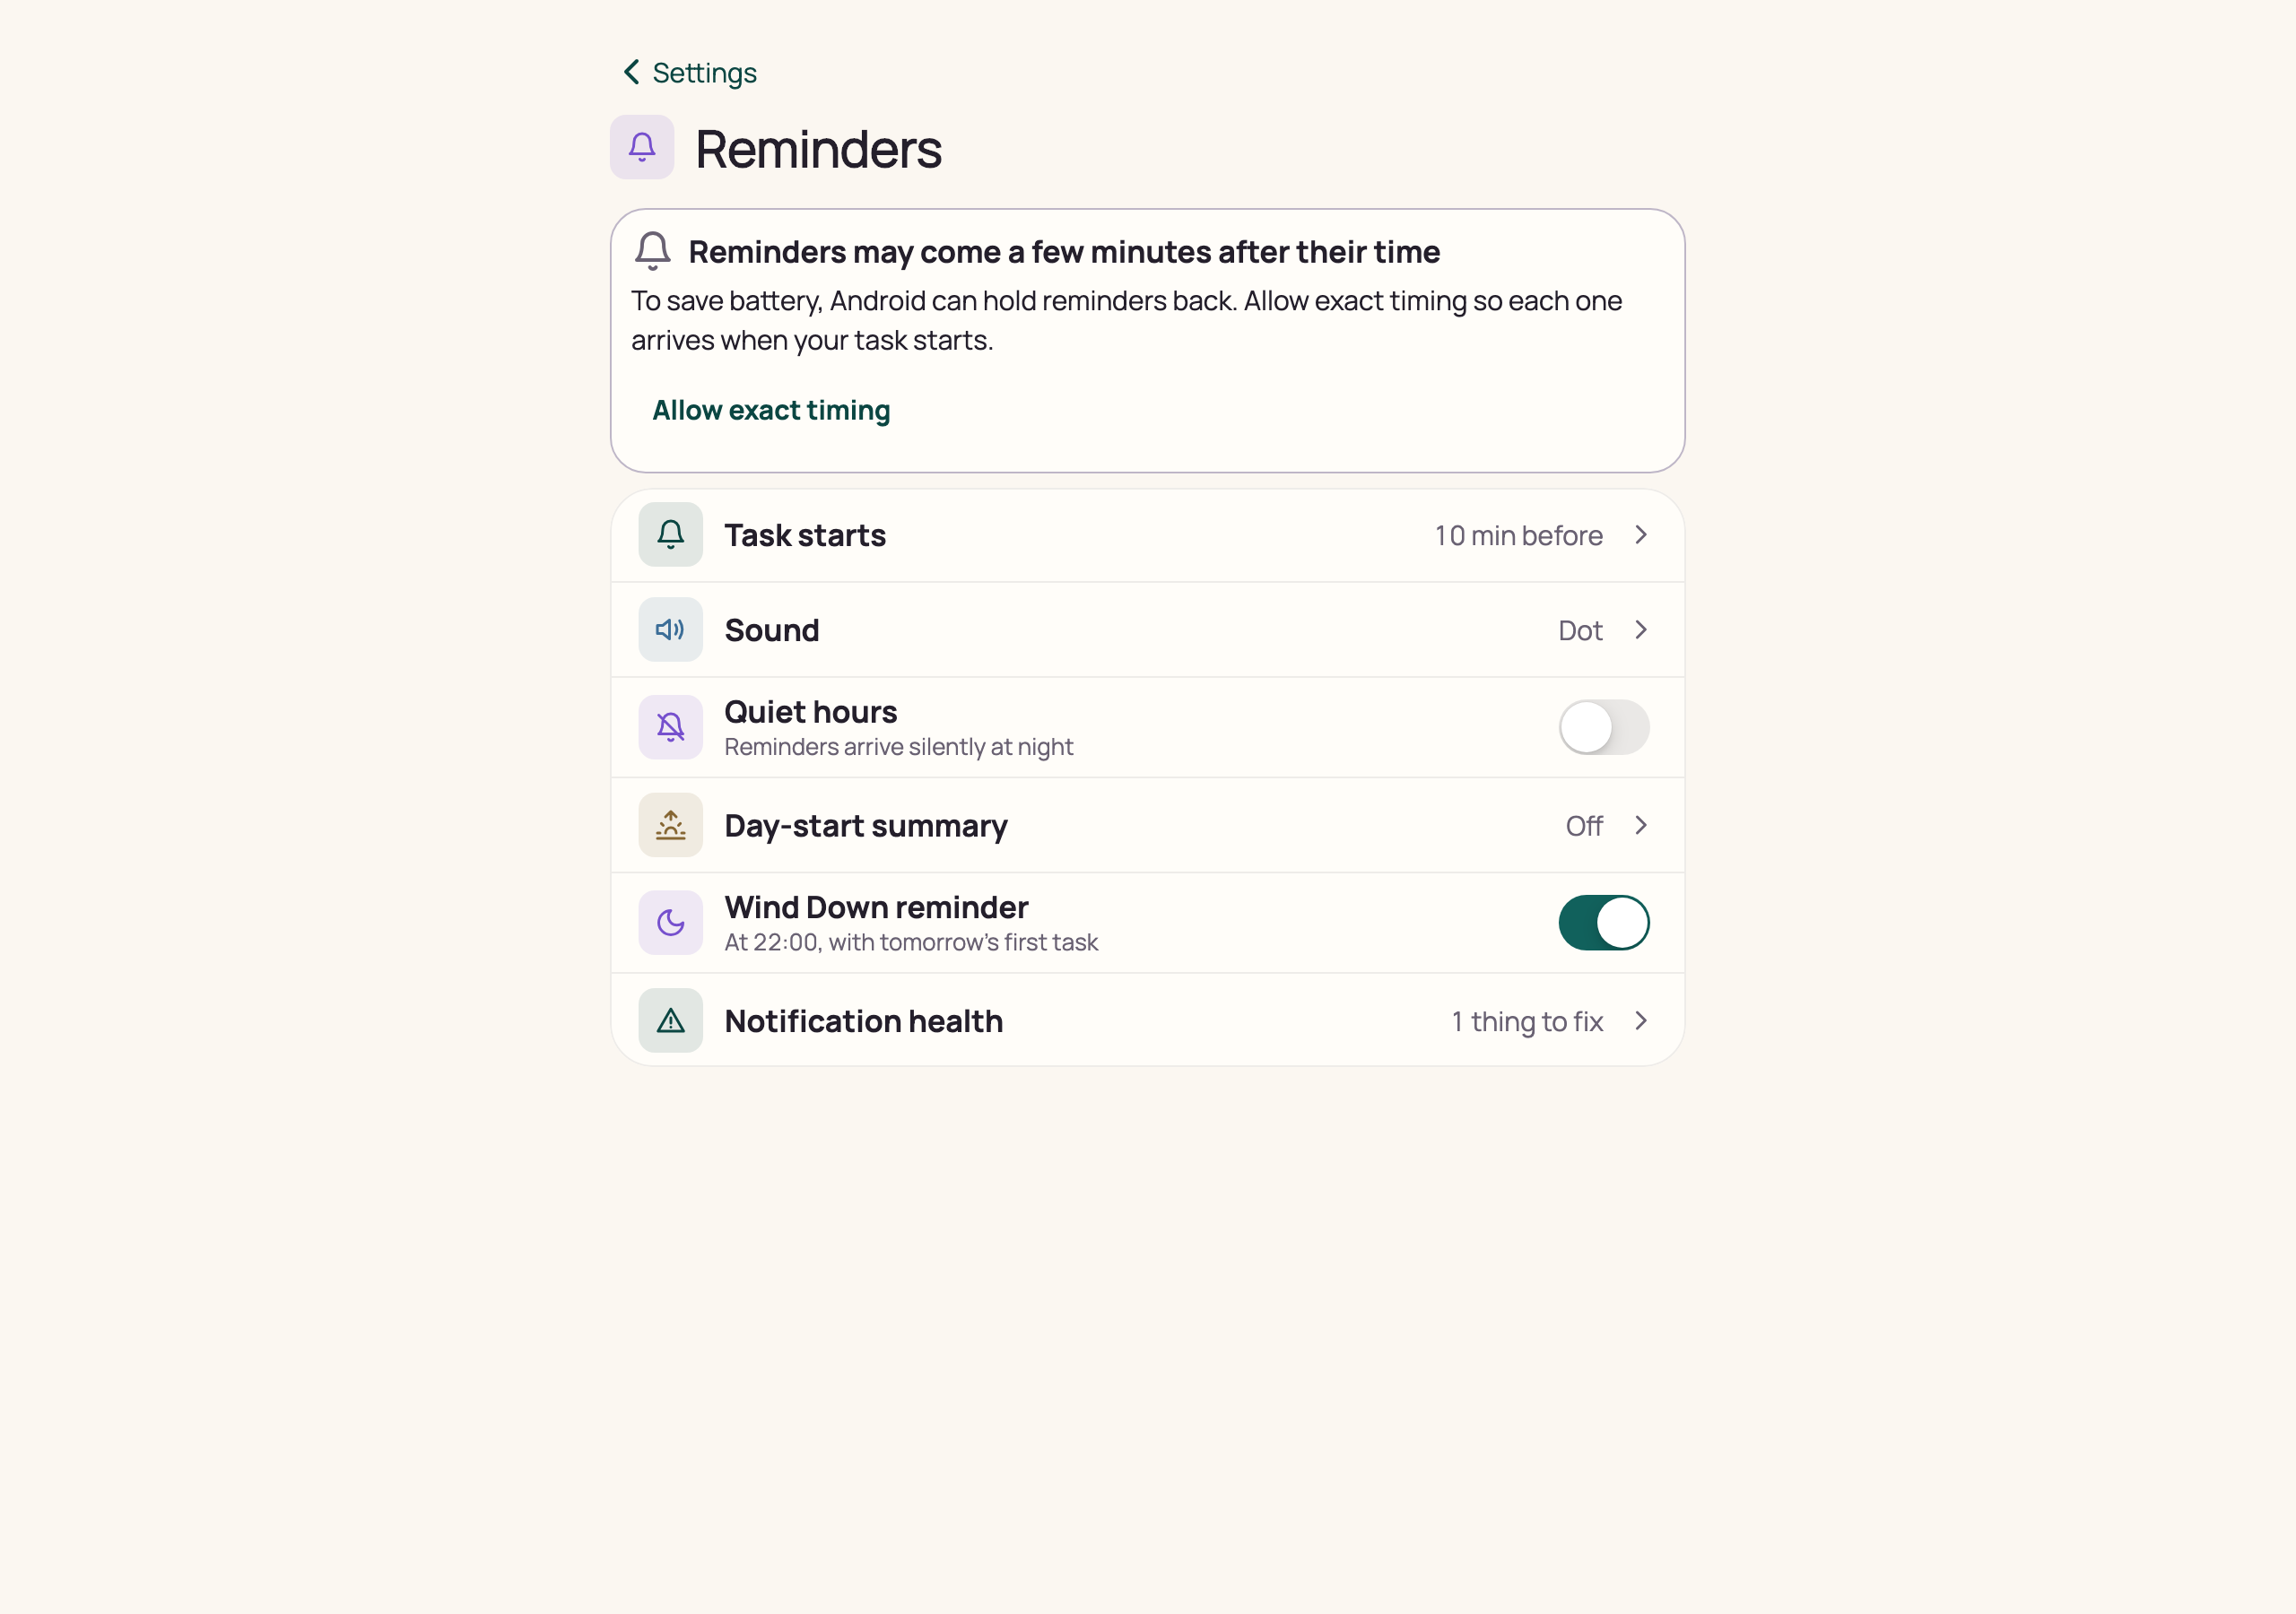 Settings
Reminders
Reminders may come a few minutes after their time
To save battery, Android can hold reminders back. Allow exact timing so each one
arrives when your task starts.
Allow exact timing
Task starts 10 min before
Sound Dot
Quiet hours
Reminders arrive silently at night
Day-start summary Off
Wind Down reminder
At 22:00, with tomorrow’s first task
Notification health 1 thing to fix